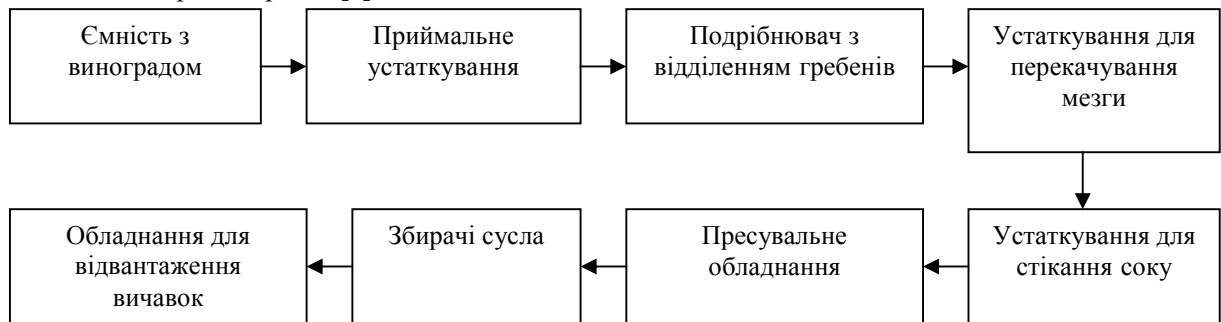 Ємність з
виноградом
Приймальне
устаткування
Подрібнювач з
відділенням гребенів
Устаткування для
перекачування
мезги
Обладнання для
відвантаження
вичавок
Збирачі сусла
Пресувальне
обладнання
Устаткування для
стікання соку